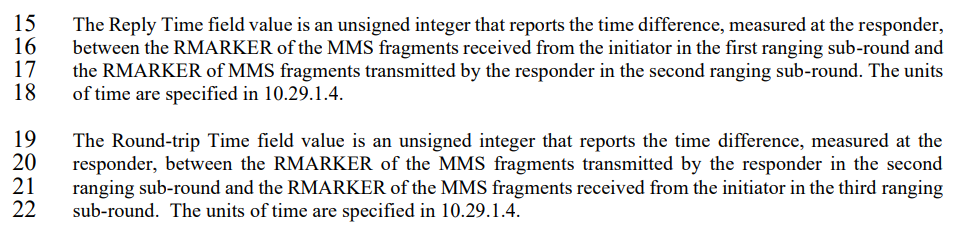 15 The Reply Time field value is an unsigned integer that reports the time difference, measured at the responder,
16 between the RMARKER of the MMS fragments received from the initiator in the first ranging sub-round and
17 the RMARKER of MMS fragments transmitted by the responder in the second ranging sub-round. The units
18 of time are specified in 10.29.1.4.
19 The Round-trip Time field value is an unsigned integer that reports the time difference, measured at the
20 responder, between the RMARKER of the MMS fragments transmitted by the responder in the second
21 ranging sub-round and the RMARKER of the MMS fragments received from the initiator in the third ranging
22 sub-round. The units of time are specified in 10.29.1.4.